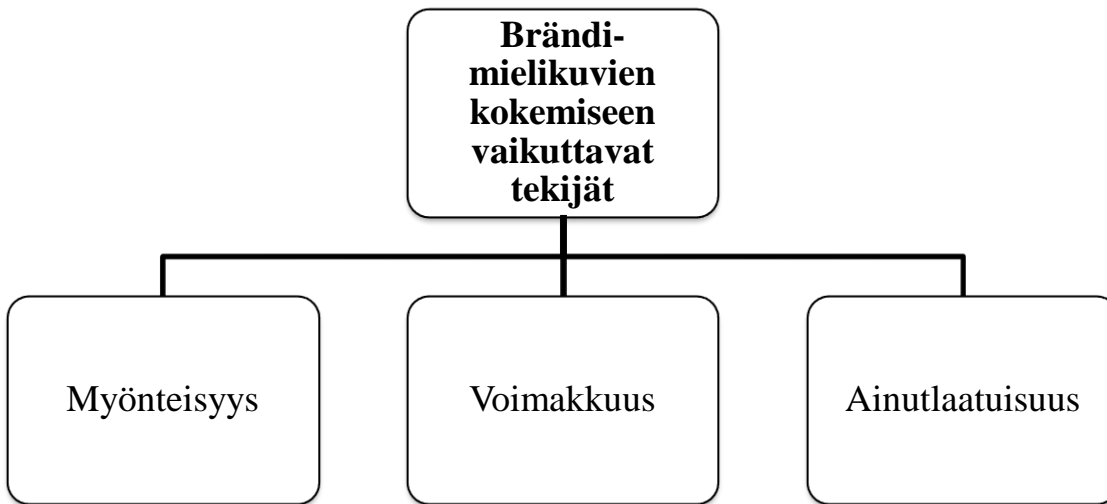 Brändi-
mielikuvien
kokemiseen
vaikuttavat
tekijät
Myönteisyys
Voimakkuus
Ainutlaatuisuus